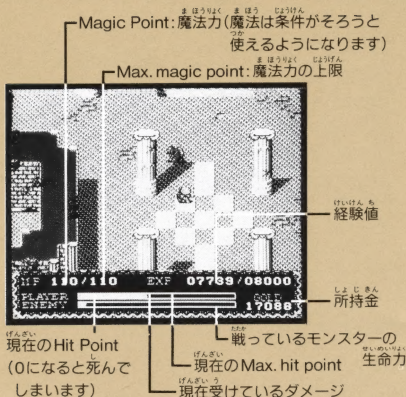 Magic Point:魔法力(魔法は条件がそろうと
使えるようになります)
Max. magic point:魔法力の上限
MP 110/110 EXP 07739/08000
PLAYER
ENEMY
GOLD
17088
経験値
所持金
戦っているモンスターの
生命力
現在のHit Point
(0になると死んで
しまいます)
現在のMax. hit point
現在受けているダメージ